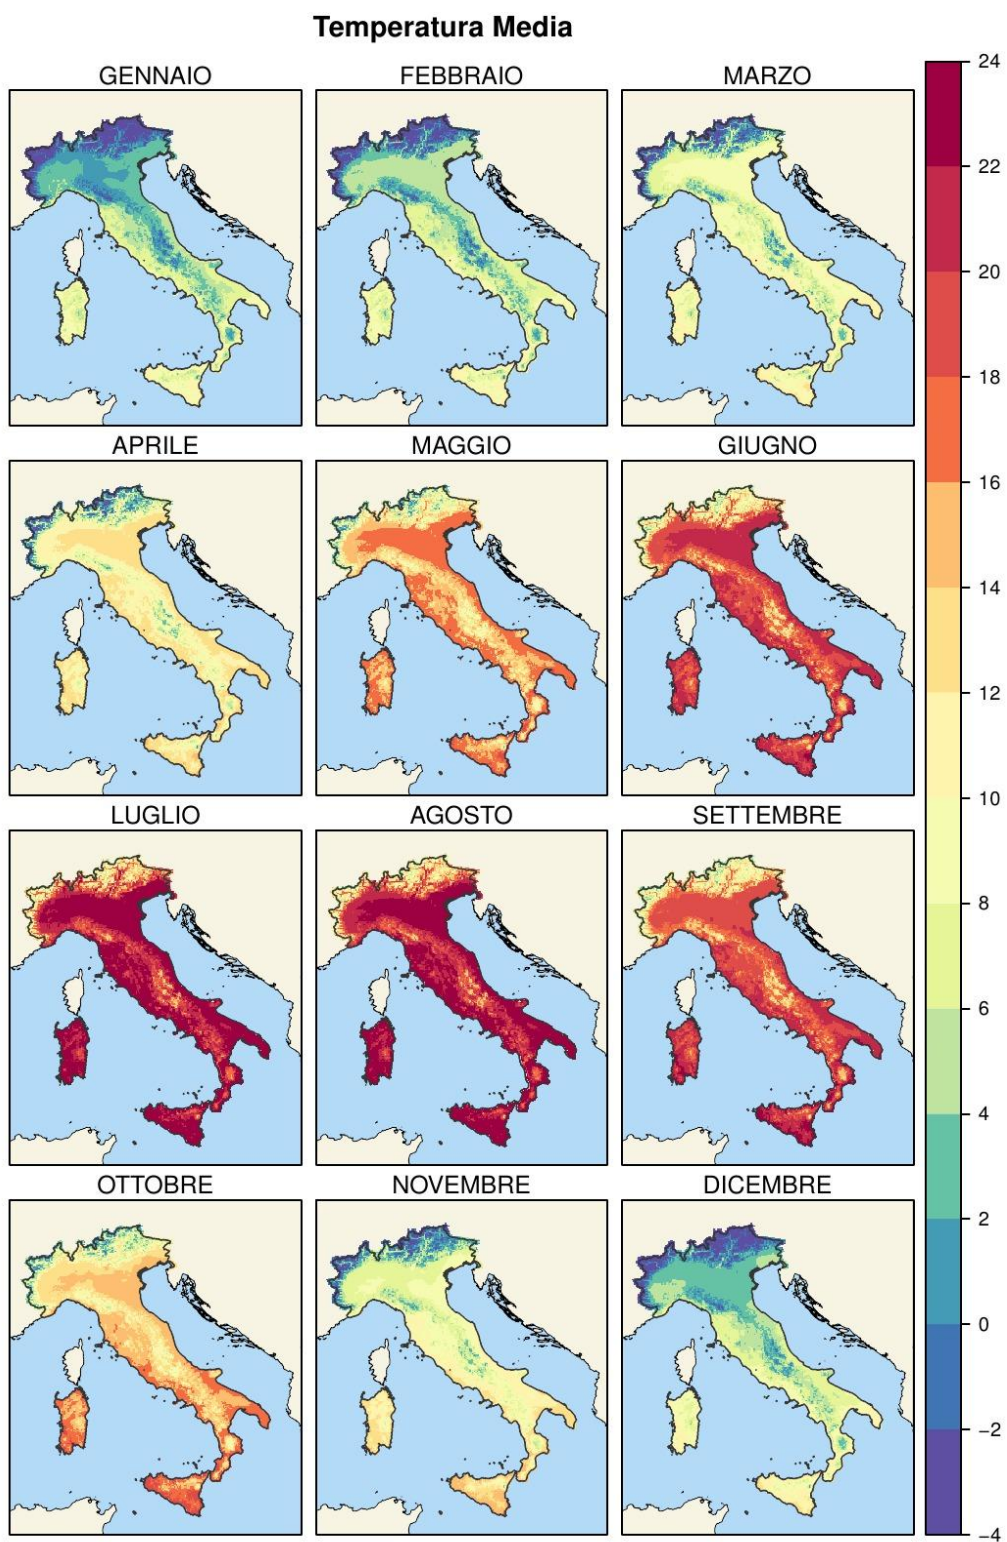 Temperatura Media
GENNAIO
FEBBRAIO
MARZO
APRILE
MAGGIO
GIUGNO
LUGLIO
AGOSTO
SETTEMBRE
OTTOBRE
NOVEMBRE
DICEMBRE
24
22
20
18
16
14
12
10
8
6
4
2
0
−2
−4